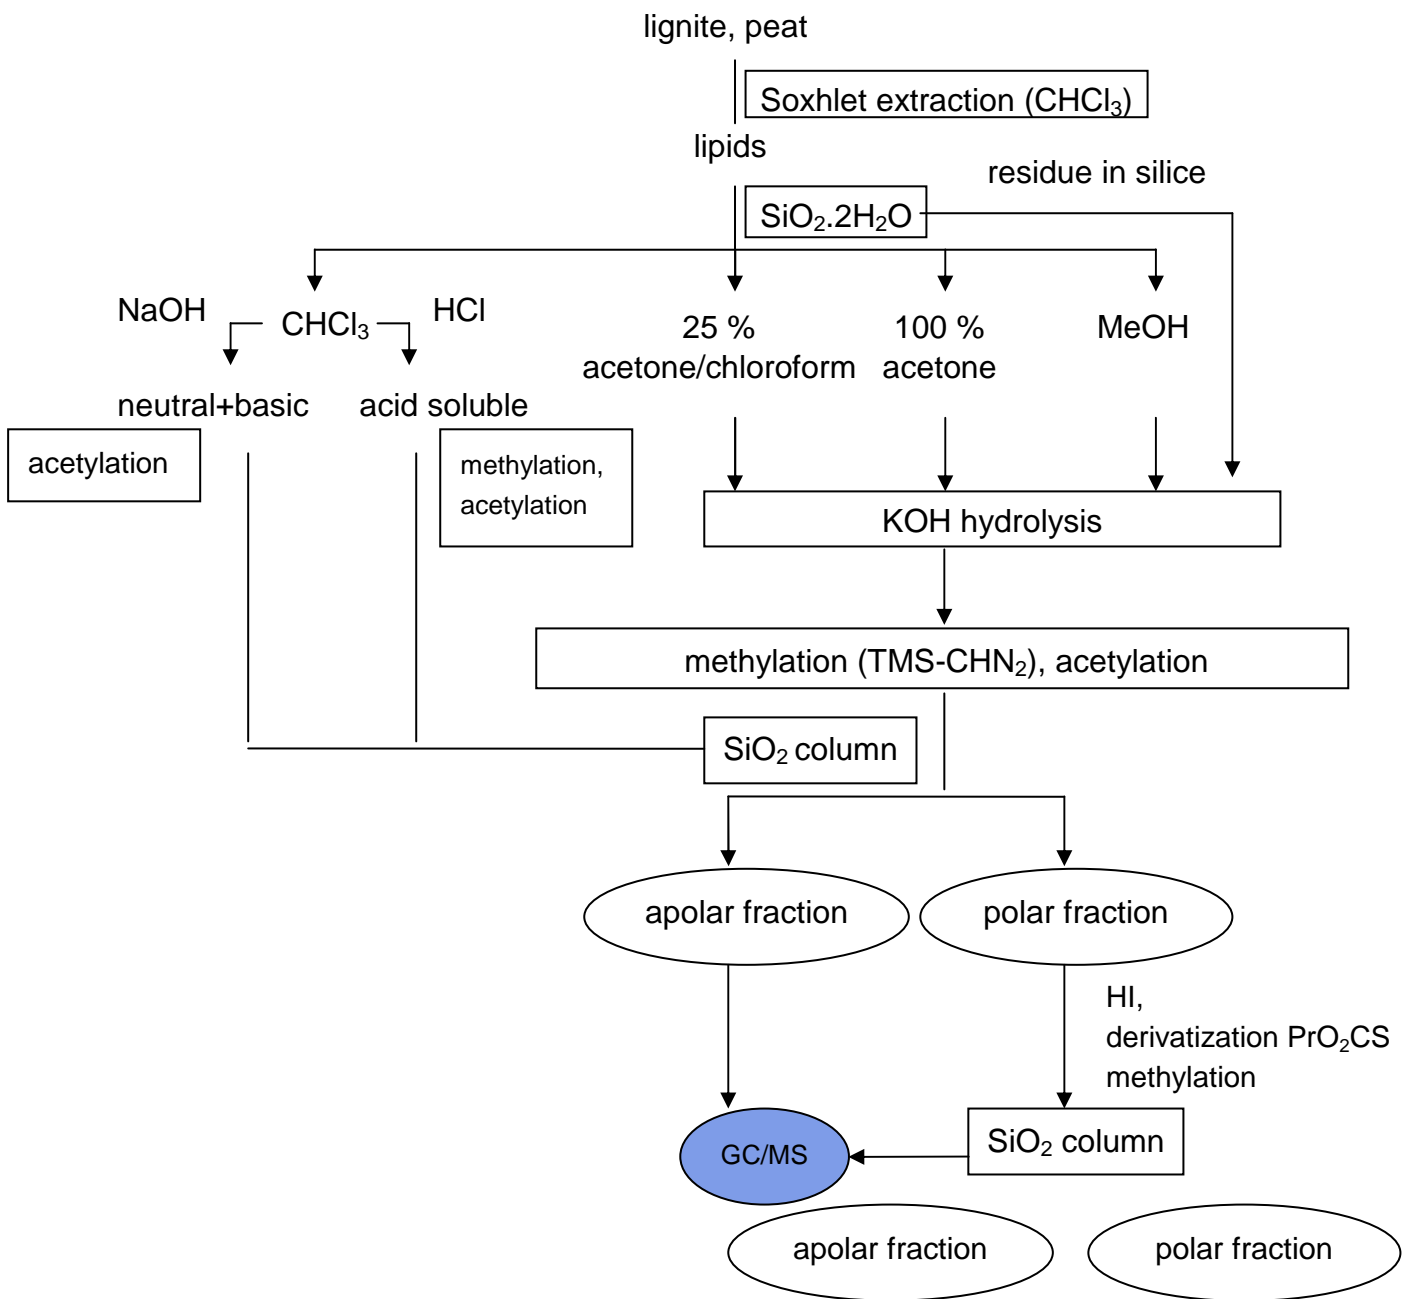 lignite, peat
Soxhlet extraction (CHCl₃)
lipids
residue in silice
SiO₂.2H₂O
NaOH
HCl
CHCl₃
25 %
acetone/chloroform
100 %
acetone
MeOH
neutral+basic
acid soluble
acetylation
methylation,
acetylation
KOH hydrolysis
methylation (TMS-CHN₂), acetylation
SiO₂ column
apolar fraction
polar fraction
HI,
derivatization PrO₂CS
methylation
SiO₂ column
GC/MS
apolar fraction
polar fraction